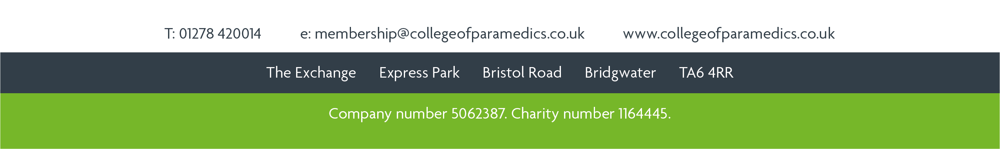 T: 01278 420014 e: membership@collegeofparamedics.co.uk www.collegeofparamedics.co.uk
The Exchange Express Park Bristol Road Bridgwater TA6 4RR
Company number 5062387. Charity number 1164445.